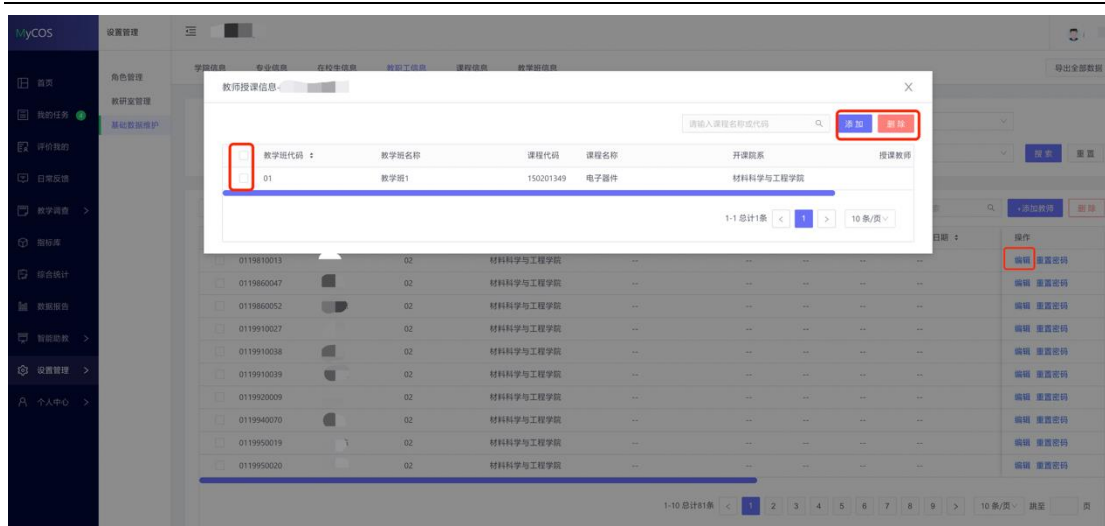 MyCOS
设置管理
学院信息 专业信息 在校生信息 教职工信息 课程信息 教学班信息 导出全部数据
首页
我的任务
评价我的
日常反馈
教学调查 >
指标库
综合统计
数据报告
智能助教 >
设置管理 >
个人中心 >
角色管理
教研室管理
基础数据维护
教师授课信息-
请输入课程名称或代码 添加 删除
教学班代码 教学班名称 课程代码 课程名称 开课院系 授课教师
01 教学班1 150201349 电子器件 材料科学与工程学院
1-1 总计1条 < 1 > 10 条/页
搜索 重置
+添加教师 删除
日期 操作
0119810013 02 材料科学与工程学院 -- -- -- -- 编辑 重置密码
0119860047 02 材料科学与工程学院 -- -- -- -- 编辑 重置密码
0119860052 02 材料科学与工程学院 -- -- -- -- 编辑 重置密码
0119910027 02 材料科学与工程学院 -- -- -- -- 编辑 重置密码
0119910038 02 材料科学与工程学院 -- -- -- -- 编辑 重置密码
0119910039 02 材料科学与工程学院 -- -- -- -- 编辑 重置密码
0119920009 02 材料科学与工程学院 -- -- -- -- 编辑 重置密码
0119940070 02 材料科学与工程学院 -- -- -- -- 编辑 重置密码
0119950019 02 材料科学与工程学院 -- -- -- -- 编辑 重置密码
0119950020 02 材料科学与工程学院 -- -- -- -- 编辑 重置密码
1-10 总计81条 < 1 2 3 4 5 6 7 8 9 > 10 条/页 跳至 页